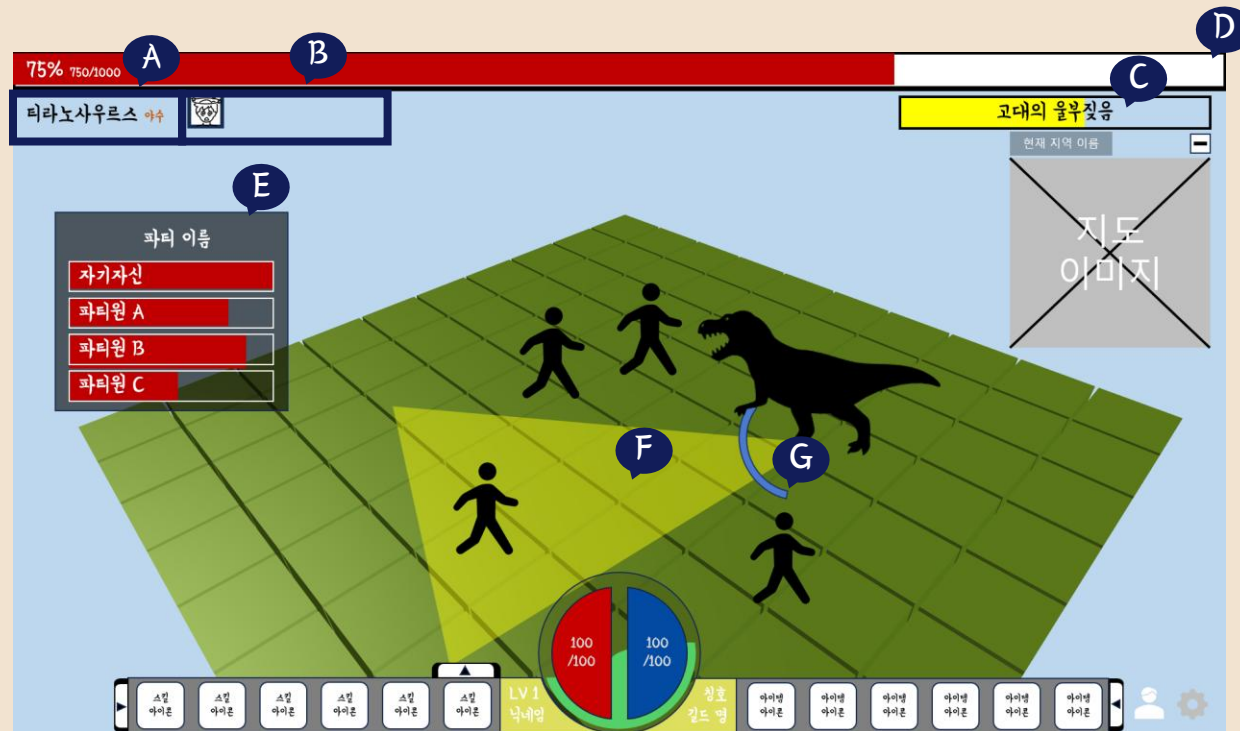 D
A
B
C
75% 750/1000
티라노사우르스 야수
고대의 울부짖음
현재 지역 이름
E
파티 이름
자기자신
파티원 A
파티원 B
파티원 C
지도
이미지
F
G
100
/100
100
/100
스킬
아이콘
스킬
아이콘
스킬
아이콘
스킬
아이콘
스킬
아이콘
스킬
아이콘
LV 1
닉네임
칭호
길드 명
아이템
아이콘
아이템
아이콘
아이템
아이콘
아이템
아이콘
아이템
아이콘
아이템
아이콘